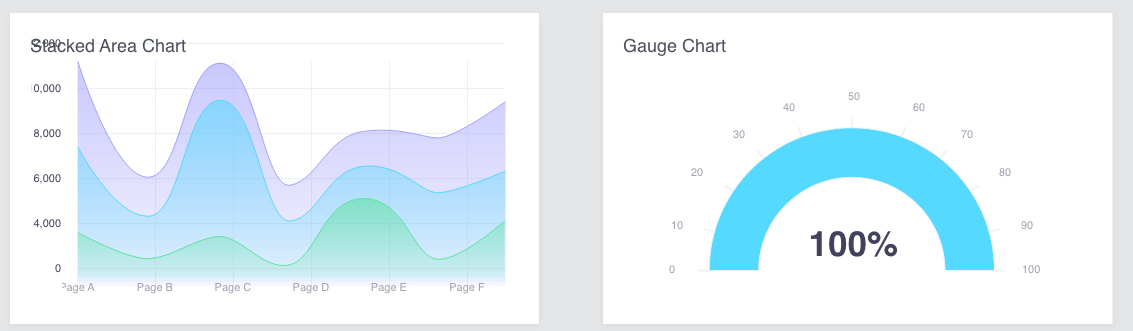 Stacked Area Chart
0,000
8,000
6,000
4,000
0
Page A
Page B
Page C
Page D
Page E
Page F
Gauge Chart
0
10
20
30
40
50
60
70
80
90
100
100%